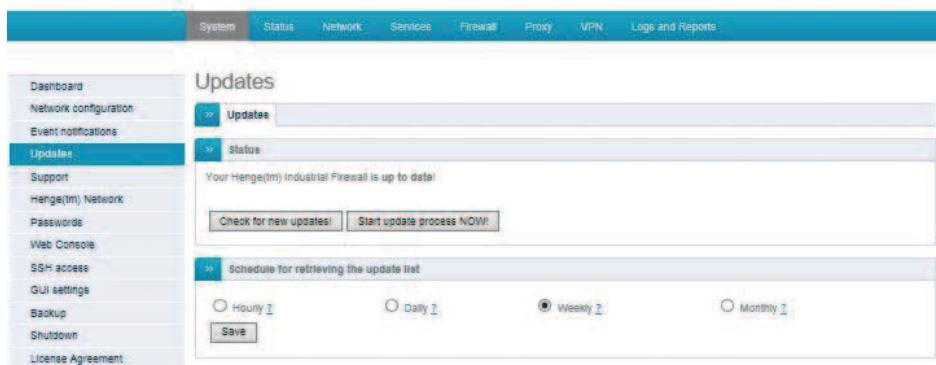 System Status Network Services Firewall Proxy VPN Logs and Reports
Dashboard
Network configuration
Event notifications
Updates
Support
Henge(tm) Network
Passwords
Web Console
SSH access
GUI settings
Backup
Shutdown
License Agreement
Updates
>> Updates
>> Status
Your Henge(tm) Industrial Firewall is up to date!
Check for new updates! Start update process NOW!
>> Schedule for retrieving the update list
Hourly ? Daily ? Weekly ? Monthly ?
Save